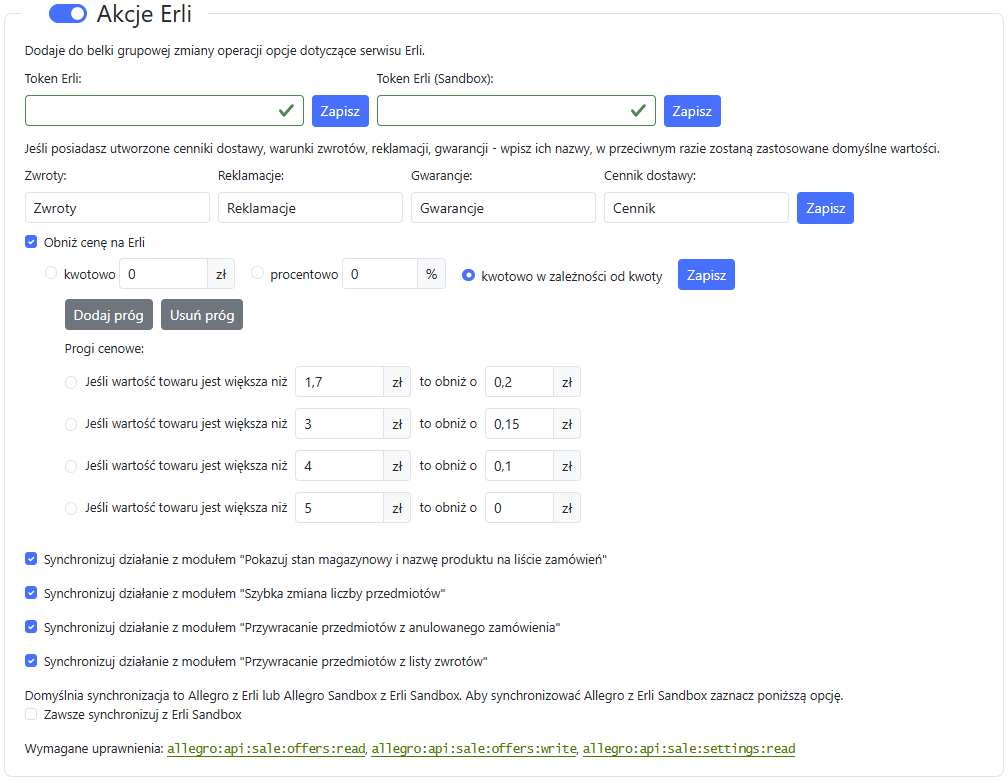 Akcje Erli
Dodaje do belki grupowej zmiany operacji opcje dotyczące serwisu Erli.
Token Erli: Token Erli (Sandbox):
Zapisz Zapisz
Jeśli posiadasz utworzone cenniki dostawy, warunki zwrotów, reklamacji, gwarancji - wpisz ich nazwy, w przeciwnym razie zostaną zastosowane domyślne wartości.
Zwroty: Reklamacje: Gwarancje: Cennik dostawy:
Zwroty Reklamacje Gwarancje Cennik Zapisz
Obniż cenę na Erli
kwotowo 0 zł procentowo 0 % kwotowo w zależności od kwoty Zapisz
Dodaj próg Usuń próg
Progi cenowe:
Jeśli wartość towaru jest większa niż 1,7 zł to obniż o 0,2 zł
Jeśli wartość towaru jest większa niż 3 zł to obniż o 0,15 zł
Jeśli wartość towaru jest większa niż 4 zł to obniż o 0,1 zł
Jeśli wartość towaru jest większa niż 5 zł to obniż o 0 zł
Synchronizuj działanie z modułem "Pokazuj stan magazynowy i nazwę produktu na liście zamówień"
Synchronizuj działanie z modułem "Szybka zmiana liczby przedmiotów"
Synchronizuj działanie z modułem "Przywracanie przedmiotów z anulowanego zamówienia"
Synchronizuj działanie z modułem "Przywracanie przedmiotów z listy zwrotów"
Domyślnia synchronizacja to Allegro z Erli lub Allegro Sandbox z Erli Sandbox. Aby synchronizować Allegro z Erli Sandbox zaznacz poniższą opcję.
Zawsze synchronizuj z Erli Sandbox
Wymagane uprawnienia: allegro:api:sale:offers:read, allegro:api:sale:offers:write, allegro:api:sale:settings:read